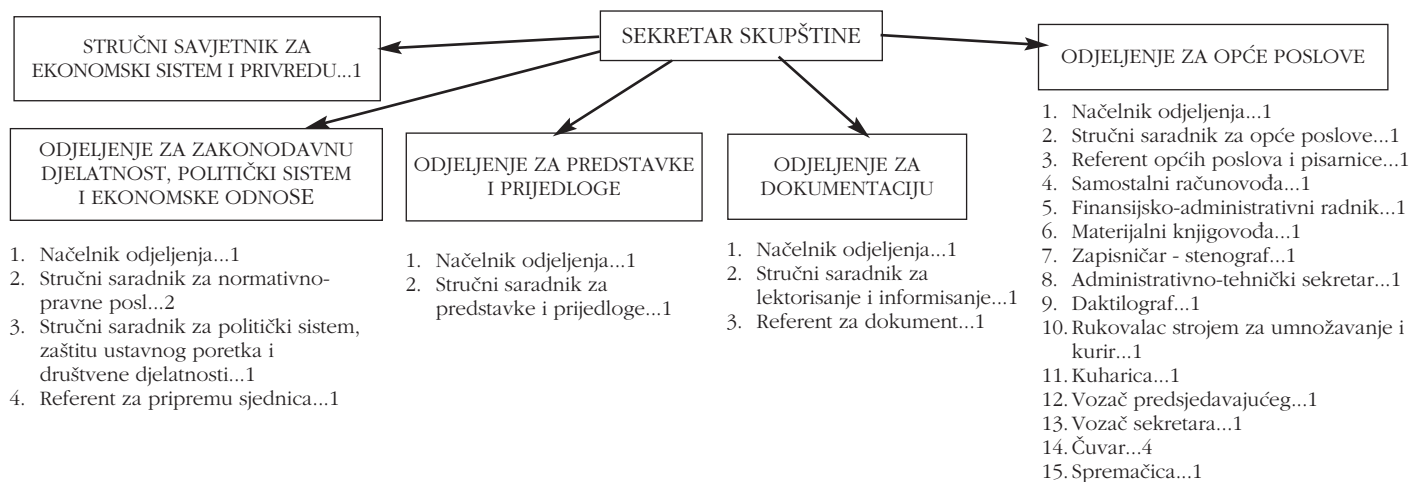 SEKRETAR SKUPŠTINE
STRUČNI SAVJETNIK ZA
EKONOMSKI SISTEM I PRIVREDU...1
ODJELJENJE ZA ZAKONODAVNU
DJELATNOST, POLITIČKI SISTEM
I EKONOMSKE ODNOSE
1. Načelnik odjeljenja...1
2. Stručni saradnik za normativno-
pravne posl...2
3. Stručni saradnik za politički sistem,
zaštitu ustavnog poretka i
društvene djelatnosti...1
4. Referent za pripremu sjednica...1
ODJELJENJE ZA PREDSTAVKE
I PRIJEDLOGE
1. Načelnik odjeljenja...1
2. Stručni saradnik za
predstavke i prijedloge...1
ODJELJENJE ZA
DOKUMENTACIJU
1. Načelnik odjeljenja...1
2. Stručni saradnik za
lektorisanje i informisanje...1
3. Referent za dokument...1
ODJELJENJE ZA OPĆE POSLOVE
1. Načelnik odjeljenja...1
2. Stručni saradnik za opće poslove...1
3. Referent općih poslova i pisarnice...1
4. Samostalni računovođa...1
5. Finansijsko-administrativni radnik...1
6. Materijalni knjigovođa...1
7. Zapisničar - stenograf...1
8. Administrativno-tehnički sekretar...1
9. Daktilograf...1
10. Rukovalac strojem za umnožavanje i
kurir...1
11. Kuharica...1
12. Vozač predsjedavajućeg...1
13. Vozač sekretara...1
14. Čuvar...4
15. Spremačica...1